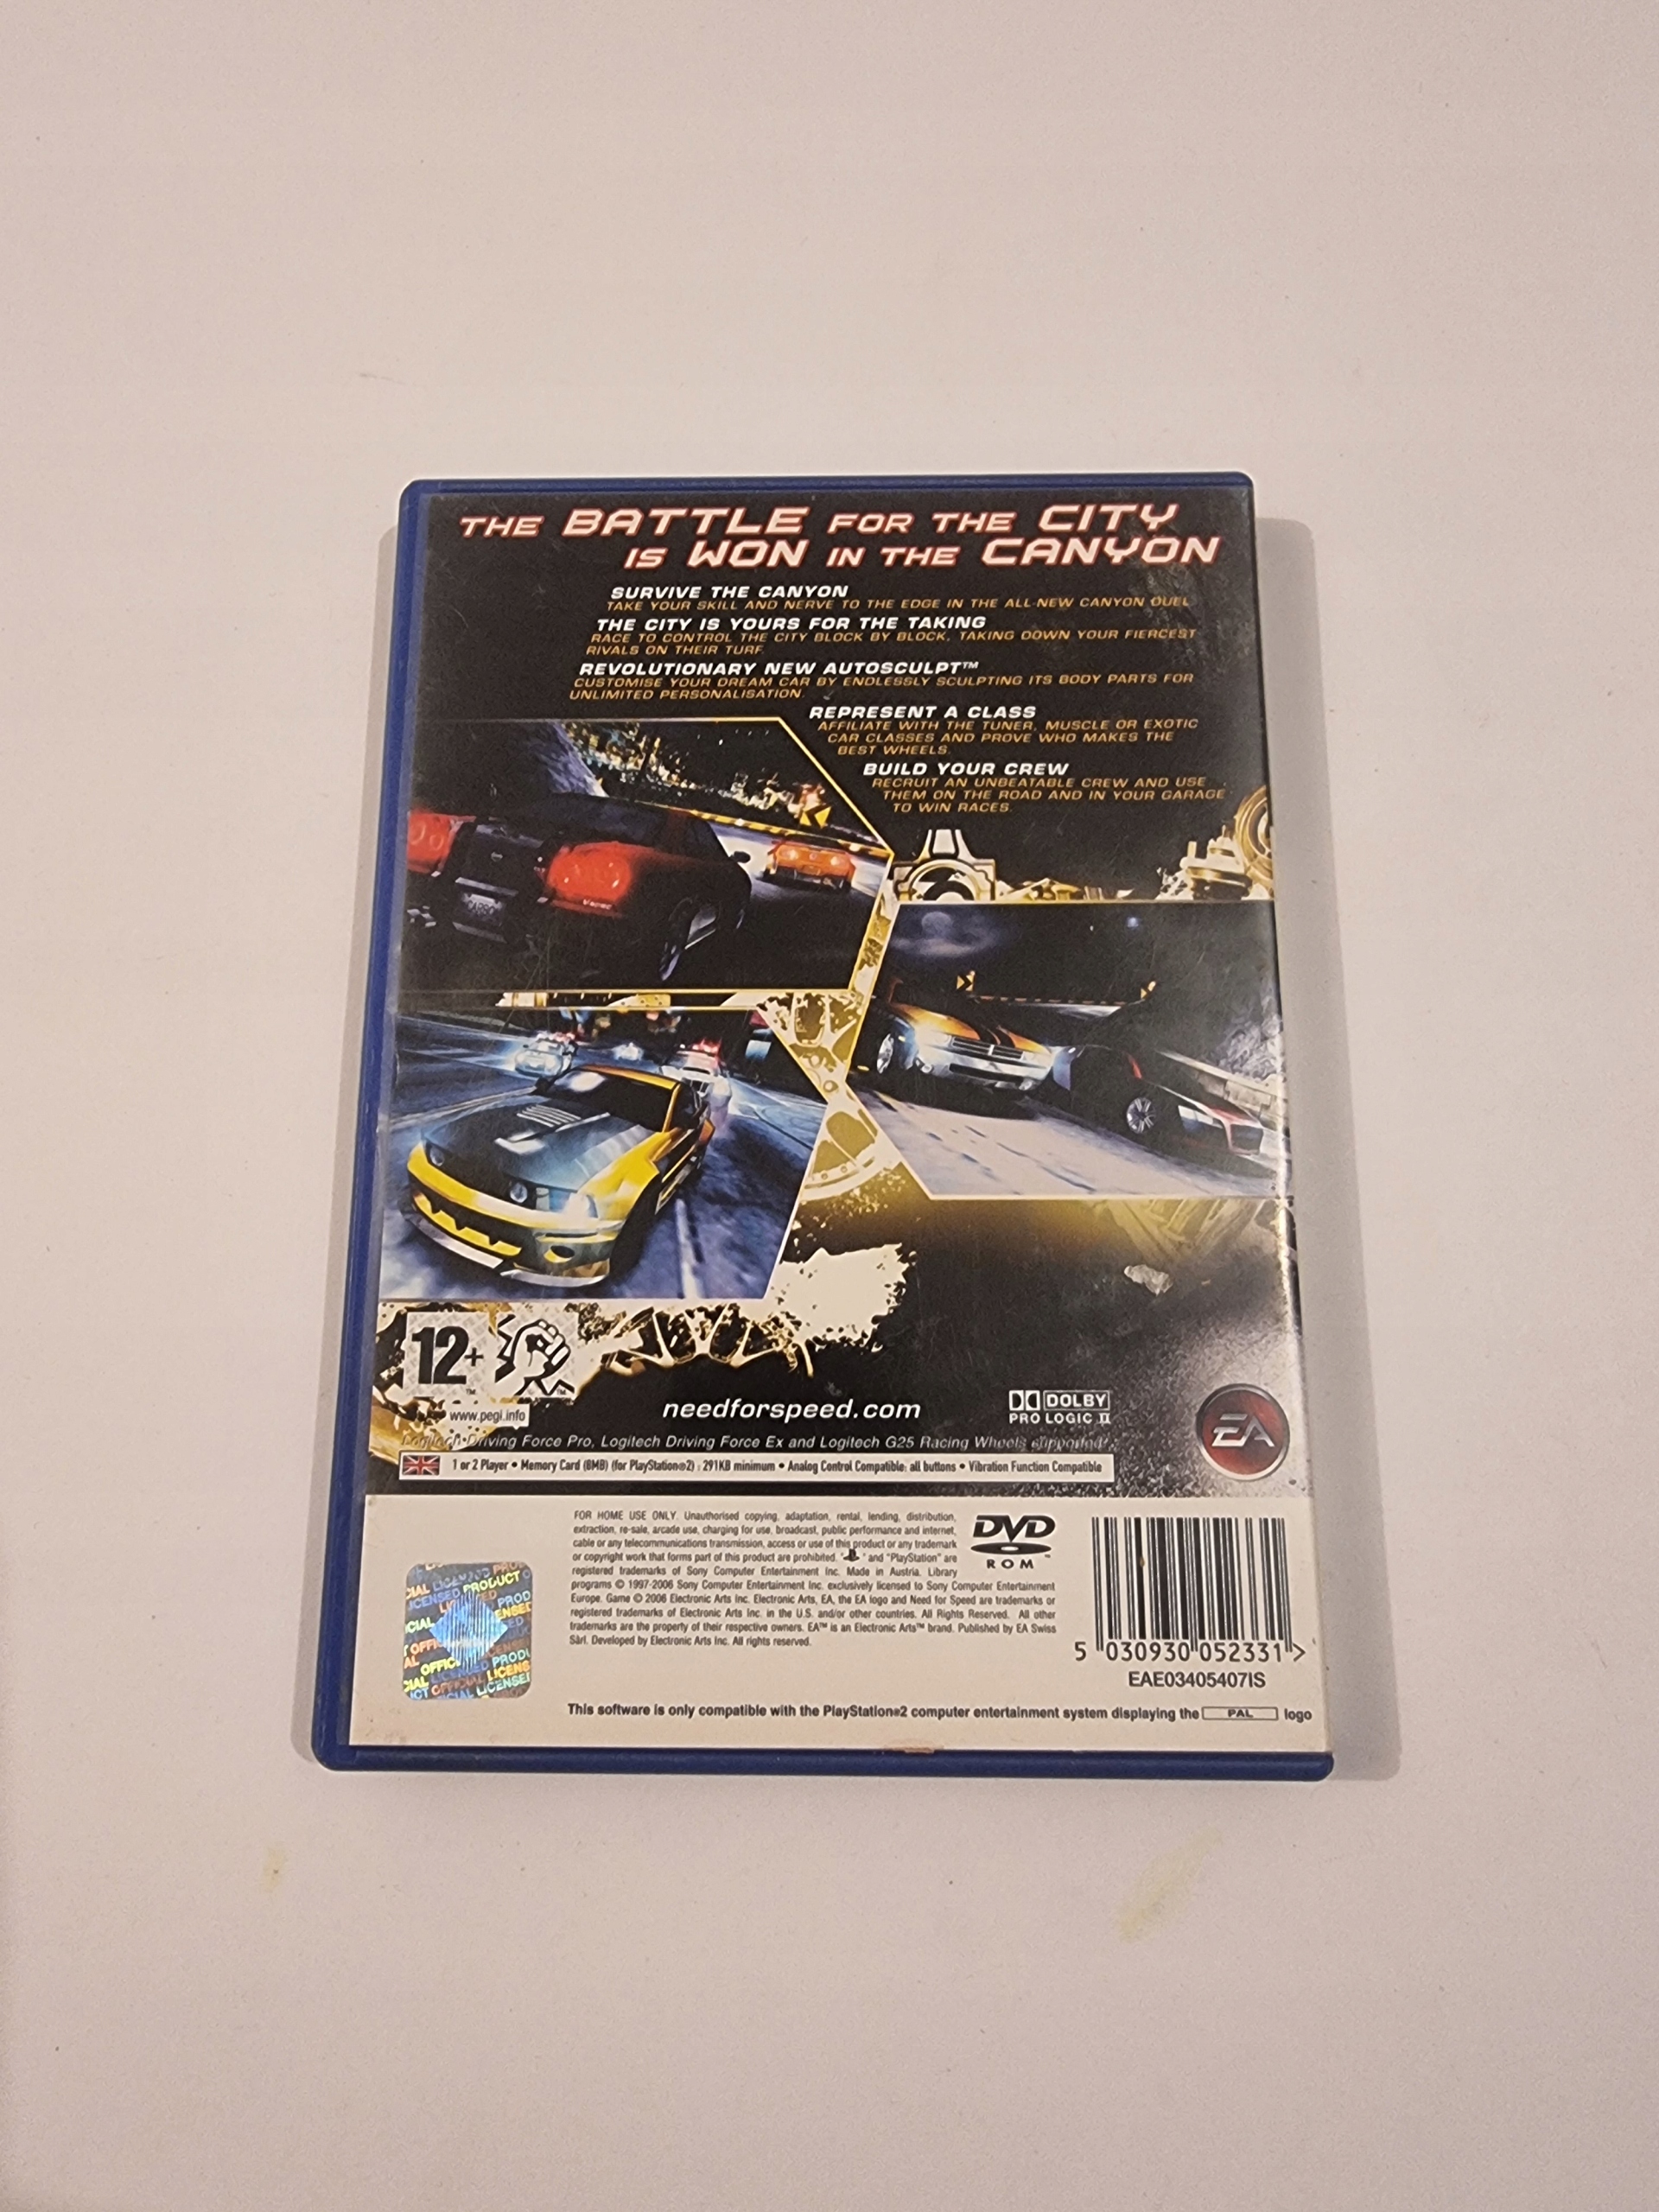 THE BATTLE FOR THE CITY
IS WON IN THE CANYON
SURVIVE THE CANYON
TAKE YOUR SKILL AND NERVE TO THE EDGE IN THE ALL-NEW CANYON DUEL
THE CITY IS YOURS FOR THE TAKING
RACE TO CONTROL THE CITY BLOCK BY BLOCK, TAKING DOWN YOUR FIERCEST
RIVALS ON THEIR TURF.
REVOLUTIONARY NEW AUTOSCULPT™
CUSTOMISE YOUR DREAM CAR BY ENDLESSLY SCULPTING ITS BODY PARTS FOR
UNLIMITED PERSONALISATION.
REPRESENT A CLASS
AFFILIATE WITH THE TUNER, MUSCLE OR EXOTIC
CAR CLASSES AND PROVE WHO MAKES THE
BEST WHEELS.
BUILD YOUR CREW
RECRUIT AN UNBEATABLE CREW AND USE
THEM ON THE ROAD AND IN YOUR GARAGE
TO WIN RACES.
12+
www.pegi.info
needforspeed.com
DOLBY
PRO LOGIC II
EA
Logitech Driving Force Pro, Logitech Driving Force Ex and Logitech G25 Racing Wheels supported!
1 or 2 Player • Memory Card (8MB) (for PlayStation®2) : 291KB minimum • Analog Control Compatible: all buttons • Vibration Function Compatible
FOR HOME USE ONLY. Unauthorised copying, adaptation, rental, lending, distribution,
extraction, re-sale, arcade use, charging for use, broadcast, public performance and internet,
cable or any telecommunications transmission, access or use of this product or any trademark
or copyright work that forms part of this product are prohibited. " " and "PlayStation" are
registered trademarks of Sony Computer Entertainment Inc. Made in Austria. Library
programs © 1997-2006 Sony Computer Entertainment Inc. exclusively licensed to Sony Computer Entertainment
Europe. Game © 2006 Electronic Arts Inc. Electronic Arts, EA, the EA logo and Need for Speed are trademarks or
registered trademarks of Electronic Arts Inc. in the U.S. and/or other countries. All Rights Reserved. All other
trademarks are the property of their respective owners. EA™ is an Electronic Arts™ brand. Published by EA Swiss
Sàrl. Developed by Electronic Arts Inc. All rights reserved.
DVD
ROM
5 030930 052331 >
EAE03405407IS
This software is only compatible with the PlayStation®2 computer entertainment system displaying the PAL logo